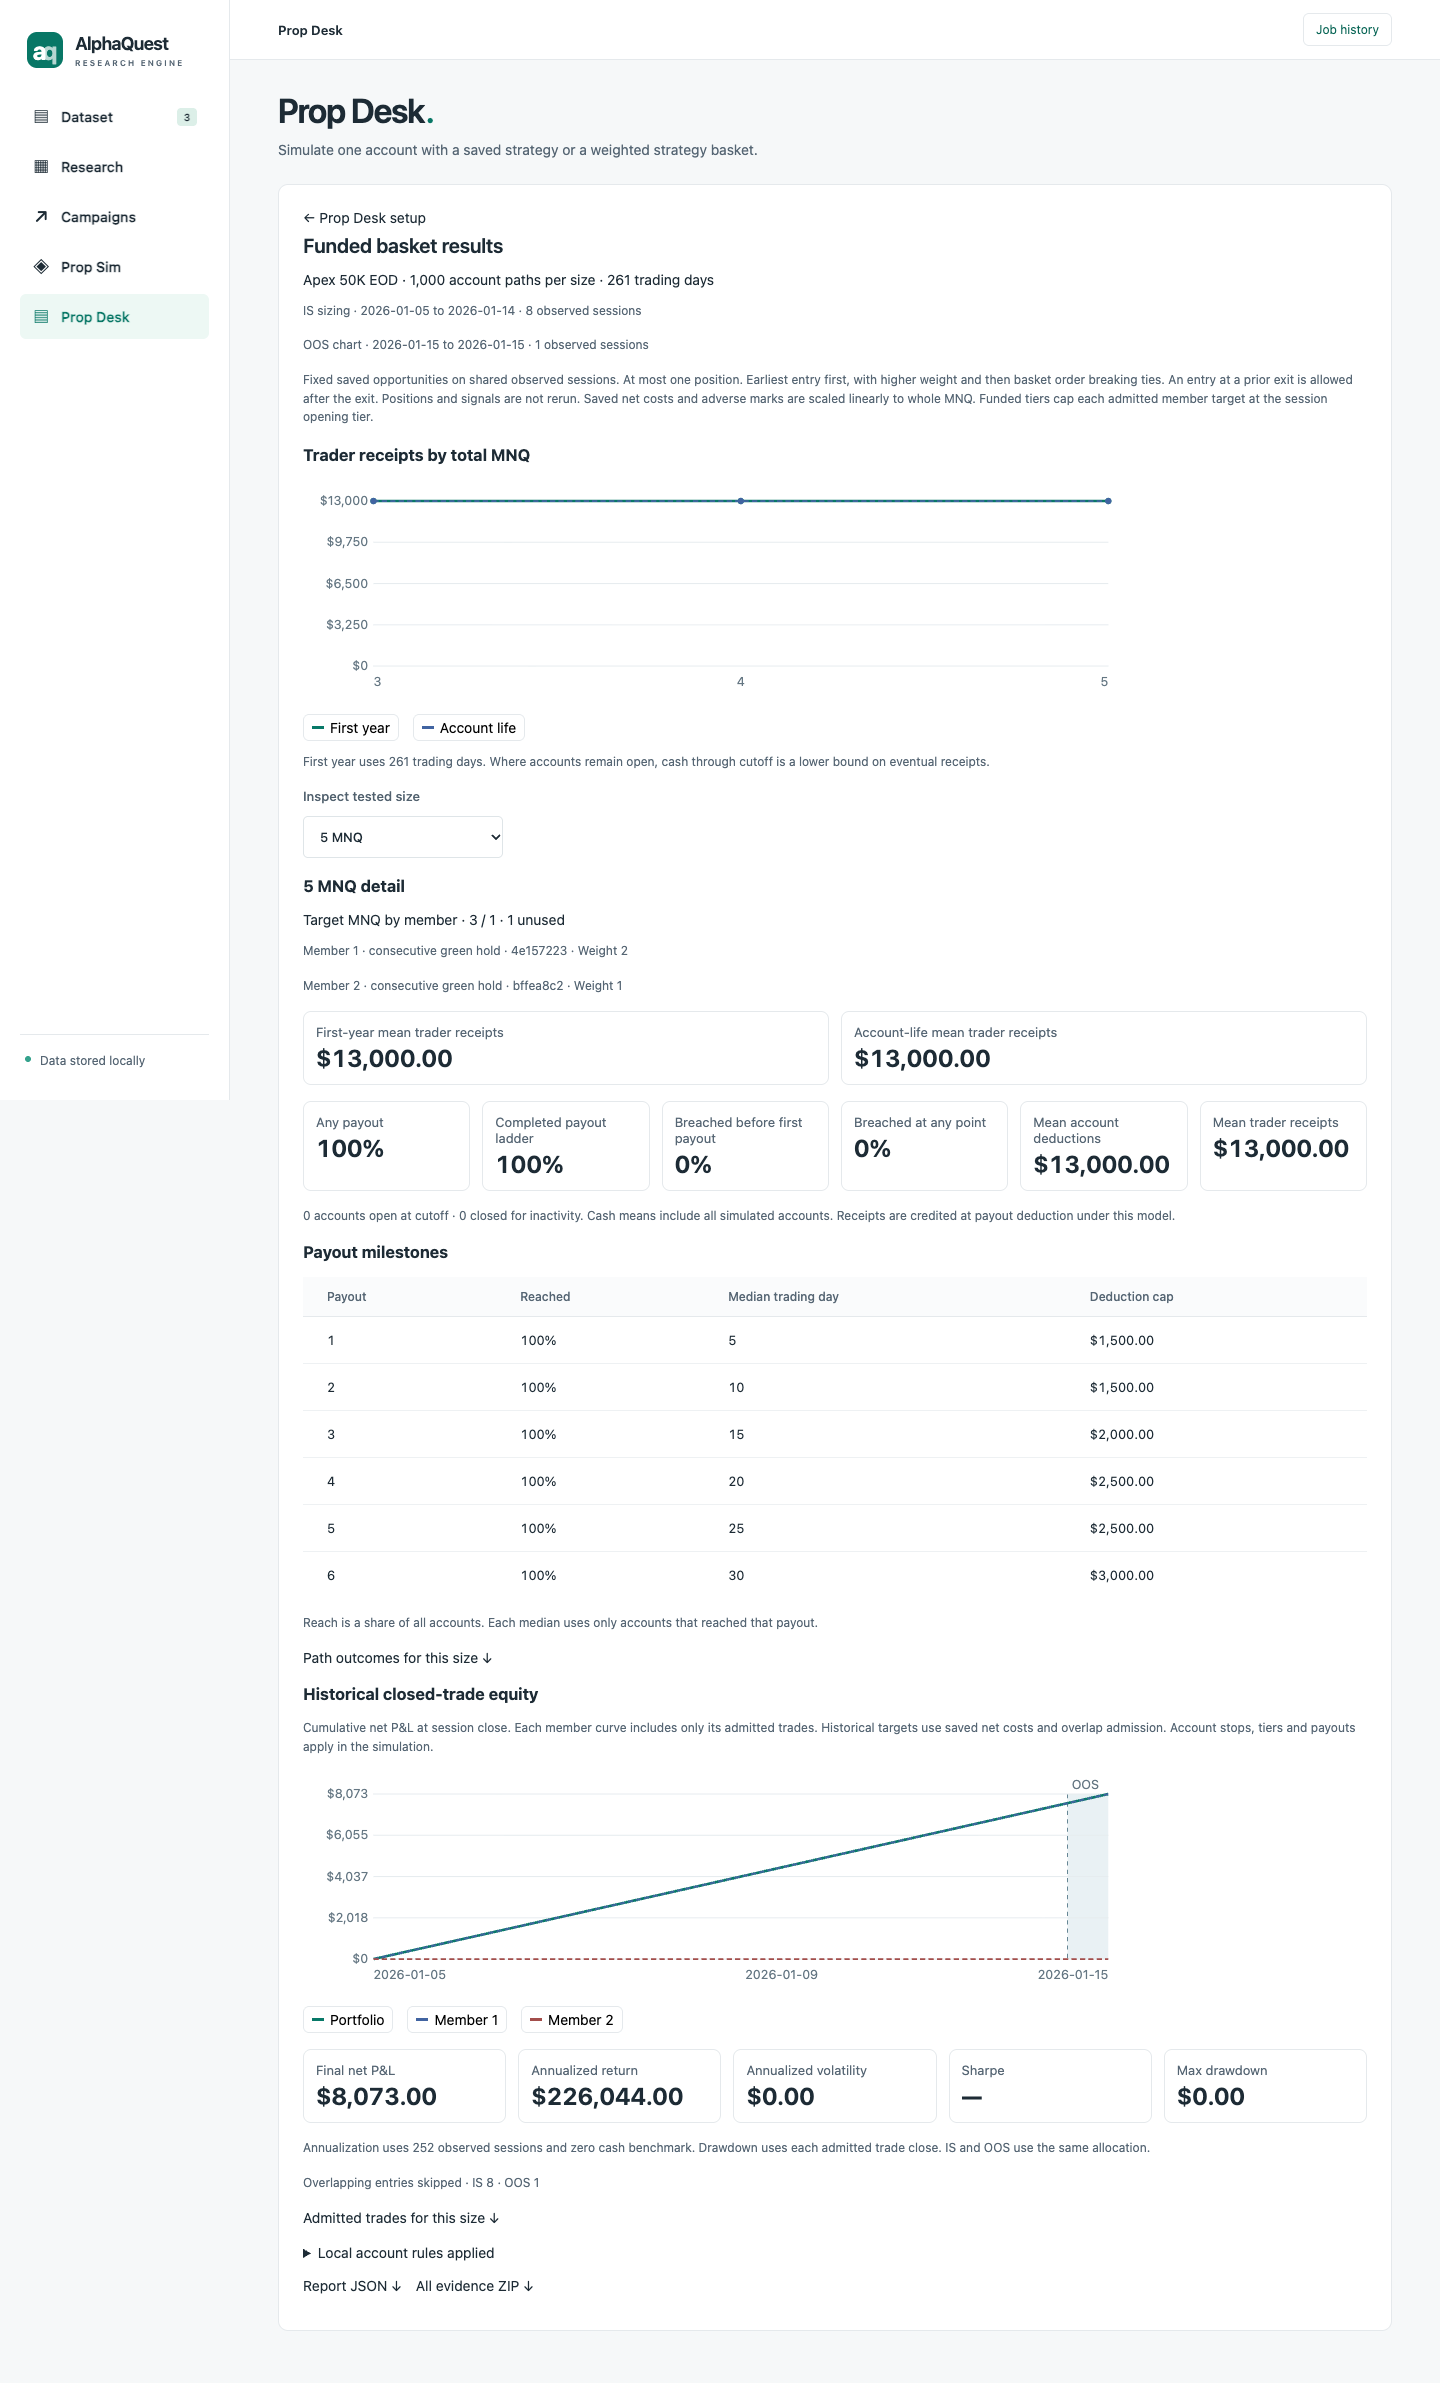 aq
AlphaQuest
RESEARCH ENGINE
Dataset
3
Research
Campaigns
Prop Sim
Prop Desk
Data stored locally
Prop Desk
Job history
Prop Desk.
Simulate one account with a saved strategy or a weighted strategy basket.
← Prop Desk setup
Funded basket results
Apex 50K EOD · 1,000 account paths per size · 261 trading days
IS sizing · 2026-01-05 to 2026-01-14 · 8 observed sessions
OOS chart · 2026-01-15 to 2026-01-15 · 1 observed sessions
Fixed saved opportunities on shared observed sessions. At most one position. Earliest entry first, with higher weight and then basket order breaking ties. An entry at a prior exit is allowed
after the exit. Positions and signals are not rerun. Saved net costs and adverse marks are scaled linearly to whole MNQ. Funded tiers cap each admitted member target at the session
opening tier.
Trader receipts by total MNQ
$13,000
$9,750
$6,500
$3,250
$0
3 4 5
First year Account life
First year uses 261 trading days. Where accounts remain open, cash through cutoff is a lower bound on eventual receipts.
Inspect tested size
5 MNQ
5 MNQ detail
Target MNQ by member · 3 / 1 · 1 unused
Member 1 · consecutive green hold · 4e157223 · Weight 2
Member 2 · consecutive green hold · bffea8c2 · Weight 1
First-year mean trader receipts
$13,000.00
Account-life mean trader receipts
$13,000.00
Any payout
100%
Completed payout
ladder
100%
Breached before first
payout
0%
Breached at any point
0%
Mean account
deductions
$13,000.00
Mean trader receipts
$13,000.00
0 accounts open at cutoff · 0 closed for inactivity. Cash means include all simulated accounts. Receipts are credited at payout deduction under this model.
Payout milestones
Payout Reached Median trading day Deduction cap
1 100% 5 $1,500.00
2 100% 10 $1,500.00
3 100% 15 $2,000.00
4 100% 20 $2,500.00
5 100% 25 $2,500.00
6 100% 30 $3,000.00
Reach is a share of all accounts. Each median uses only accounts that reached that payout.
Path outcomes for this size ↓
Historical closed-trade equity
Cumulative net P&L at session close. Each member curve includes only its admitted trades. Historical targets use saved net costs and overlap admission. Account stops, tiers and payouts
apply in the simulation.
OOS
$8,073
$6,055
$4,037
$2,018
$0
2026-01-05 2026-01-09 2026-01-15
Portfolio Member 1 Member 2
Final net P&L
$8,073.00
Annualized return
$226,044.00
Annualized volatility
$0.00
Sharpe
—
Max drawdown
$0.00
Annualization uses 252 observed sessions and zero cash benchmark. Drawdown uses each admitted trade close. IS and OOS use the same allocation.
Overlapping entries skipped · IS 8 · OOS 1
Admitted trades for this size ↓
▶ Local account rules applied
Report JSON ↓ All evidence ZIP ↓